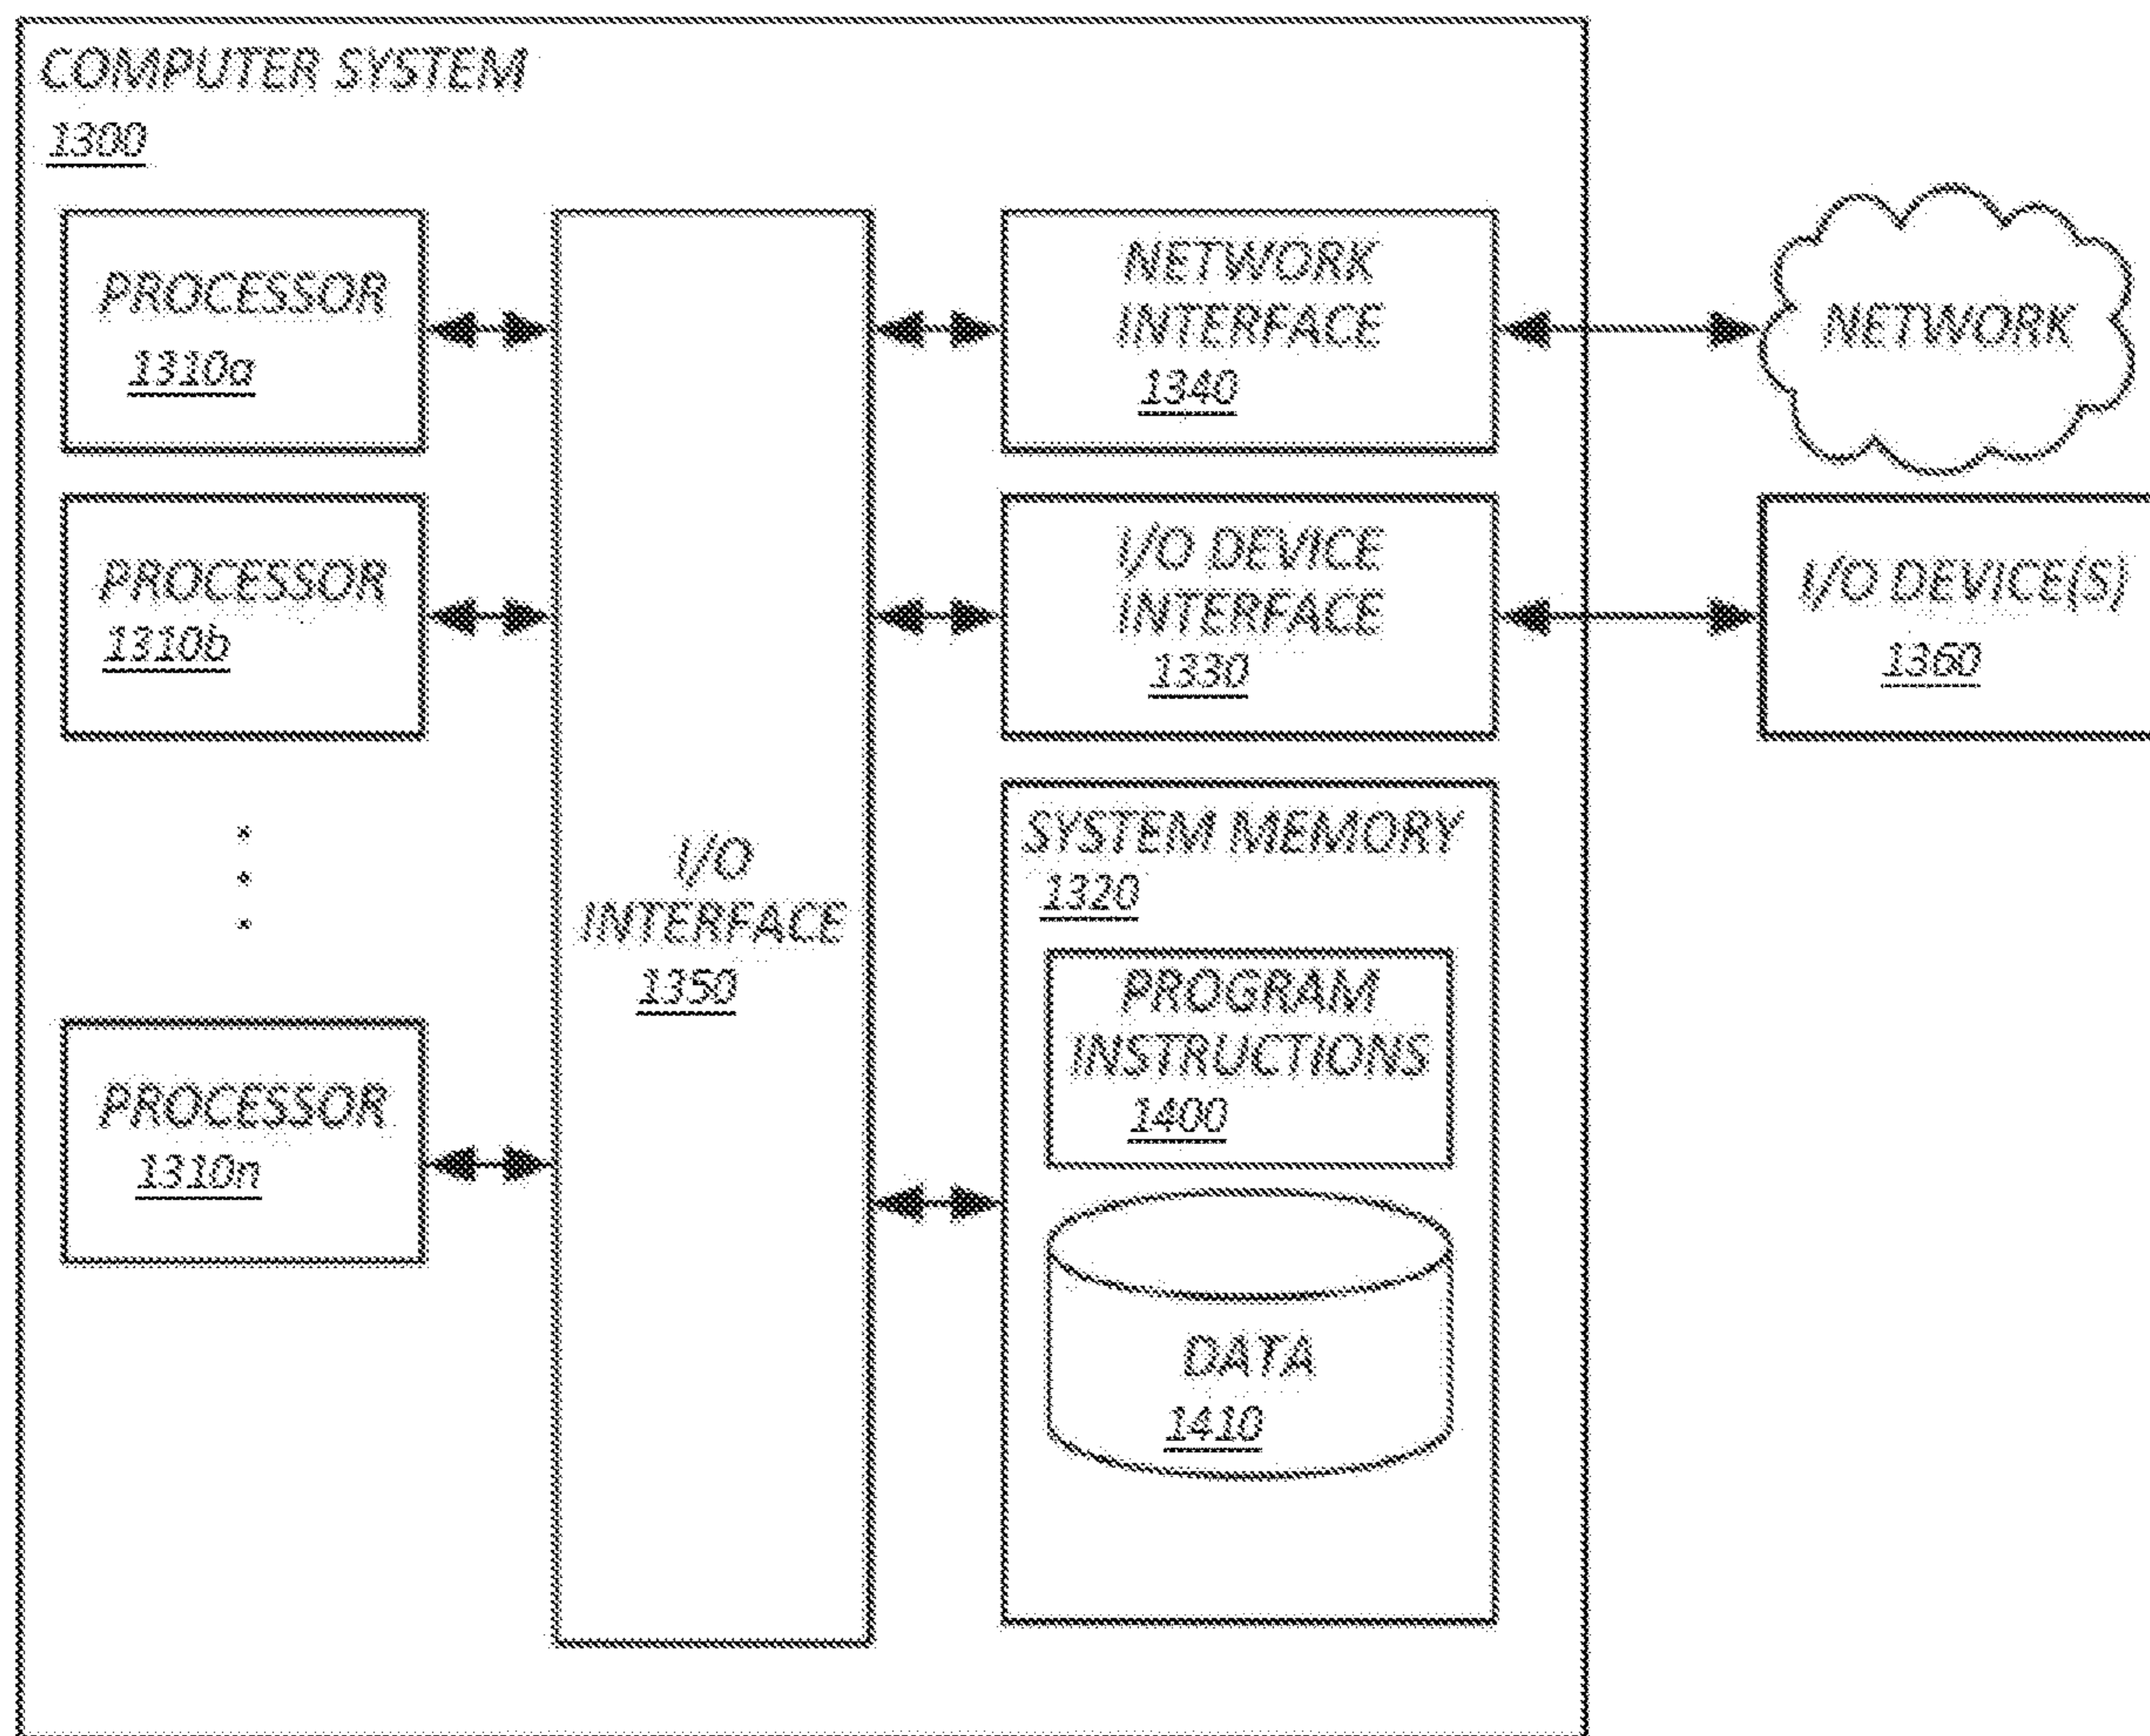 COMPUTER SYSTEM
1300
PROCESSOR
1310a
PROCESSOR
1310b
PROCESSOR
1310n
I/O
INTERFACE
1350
NETWORK
INTERFACE
1340
I/O DEVICE
INTERFACE
1330
SYSTEM MEMORY
1320
PROGRAM
INSTRUCTIONS
1400
DATA
1410
NETWORK
I/O DEVICE(S)
1360